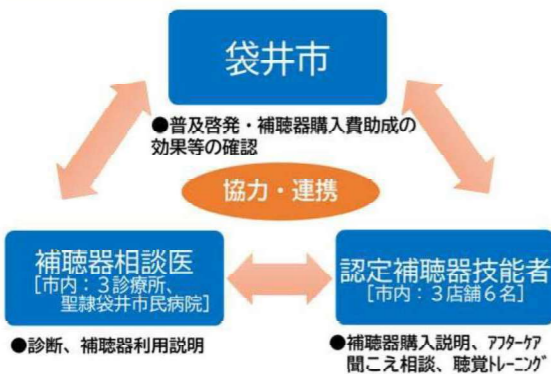 袋井市
●普及啓発・補聴器購入費助成の
効果等の確認
協力・連携
補聴器相談医
[市内：3診療所、
聖隷袋井市民病院]
●診断、補聴器利用説明
認定補聴器技能者
[市内：3店舗6名]
●補聴器購入説明、ｱﾌﾀｰｹｱ
聞こえ相談、聴覚ﾄﾚｰﾆﾝｸﾞ